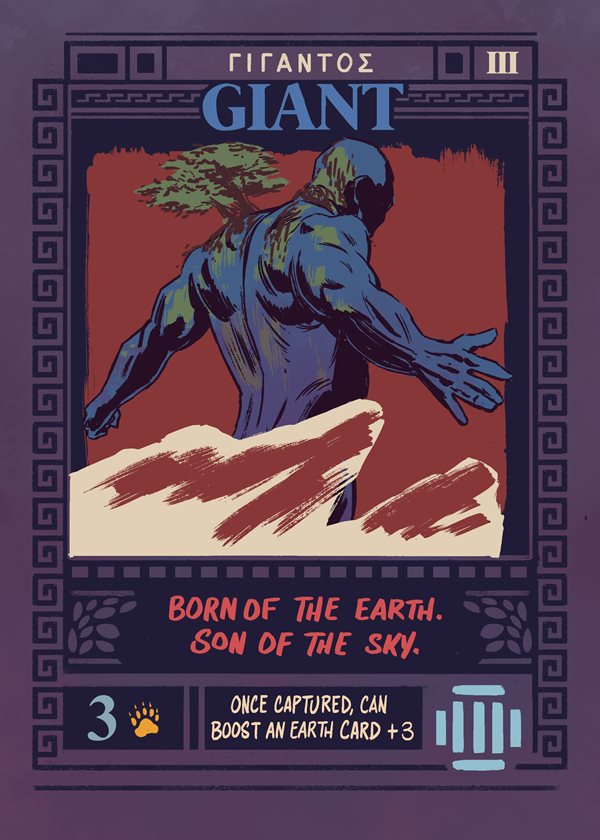 ΓΙΓΑΝΤΟΣ
III
GIANT
BORN OF THE EARTH.
SON OF THE SKY.
3
ONCE CAPTURED, CAN
BOOST AN EARTH CARD +3
III